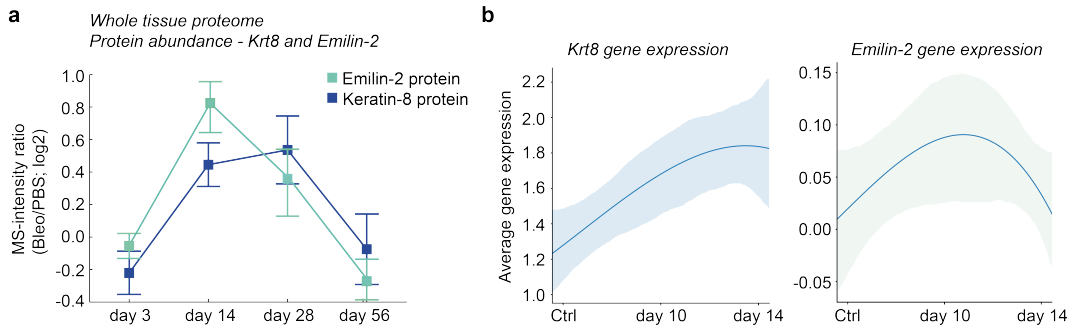 a
Whole tissue proteome
Protein abundance - Krt8 and Emilin-2
MS-intensity ratio
(Bleo/PBS; log2)
1.0
0.8
0.6
0.4
0.2
0.0
-0.2
-0.4
Emilin-2 protein
Keratin-8 protein
day 3 day 14 day 28 day 56
b
Krt8 gene expression
Average gene expression
2.2
2.0
1.8
1.6
1.4
1.2
1.0
Ctrl day 10 day 14
Emilin-2 gene expression
0.15
0.10
0.05
0.00
-0.05
Ctrl day 10 day 14